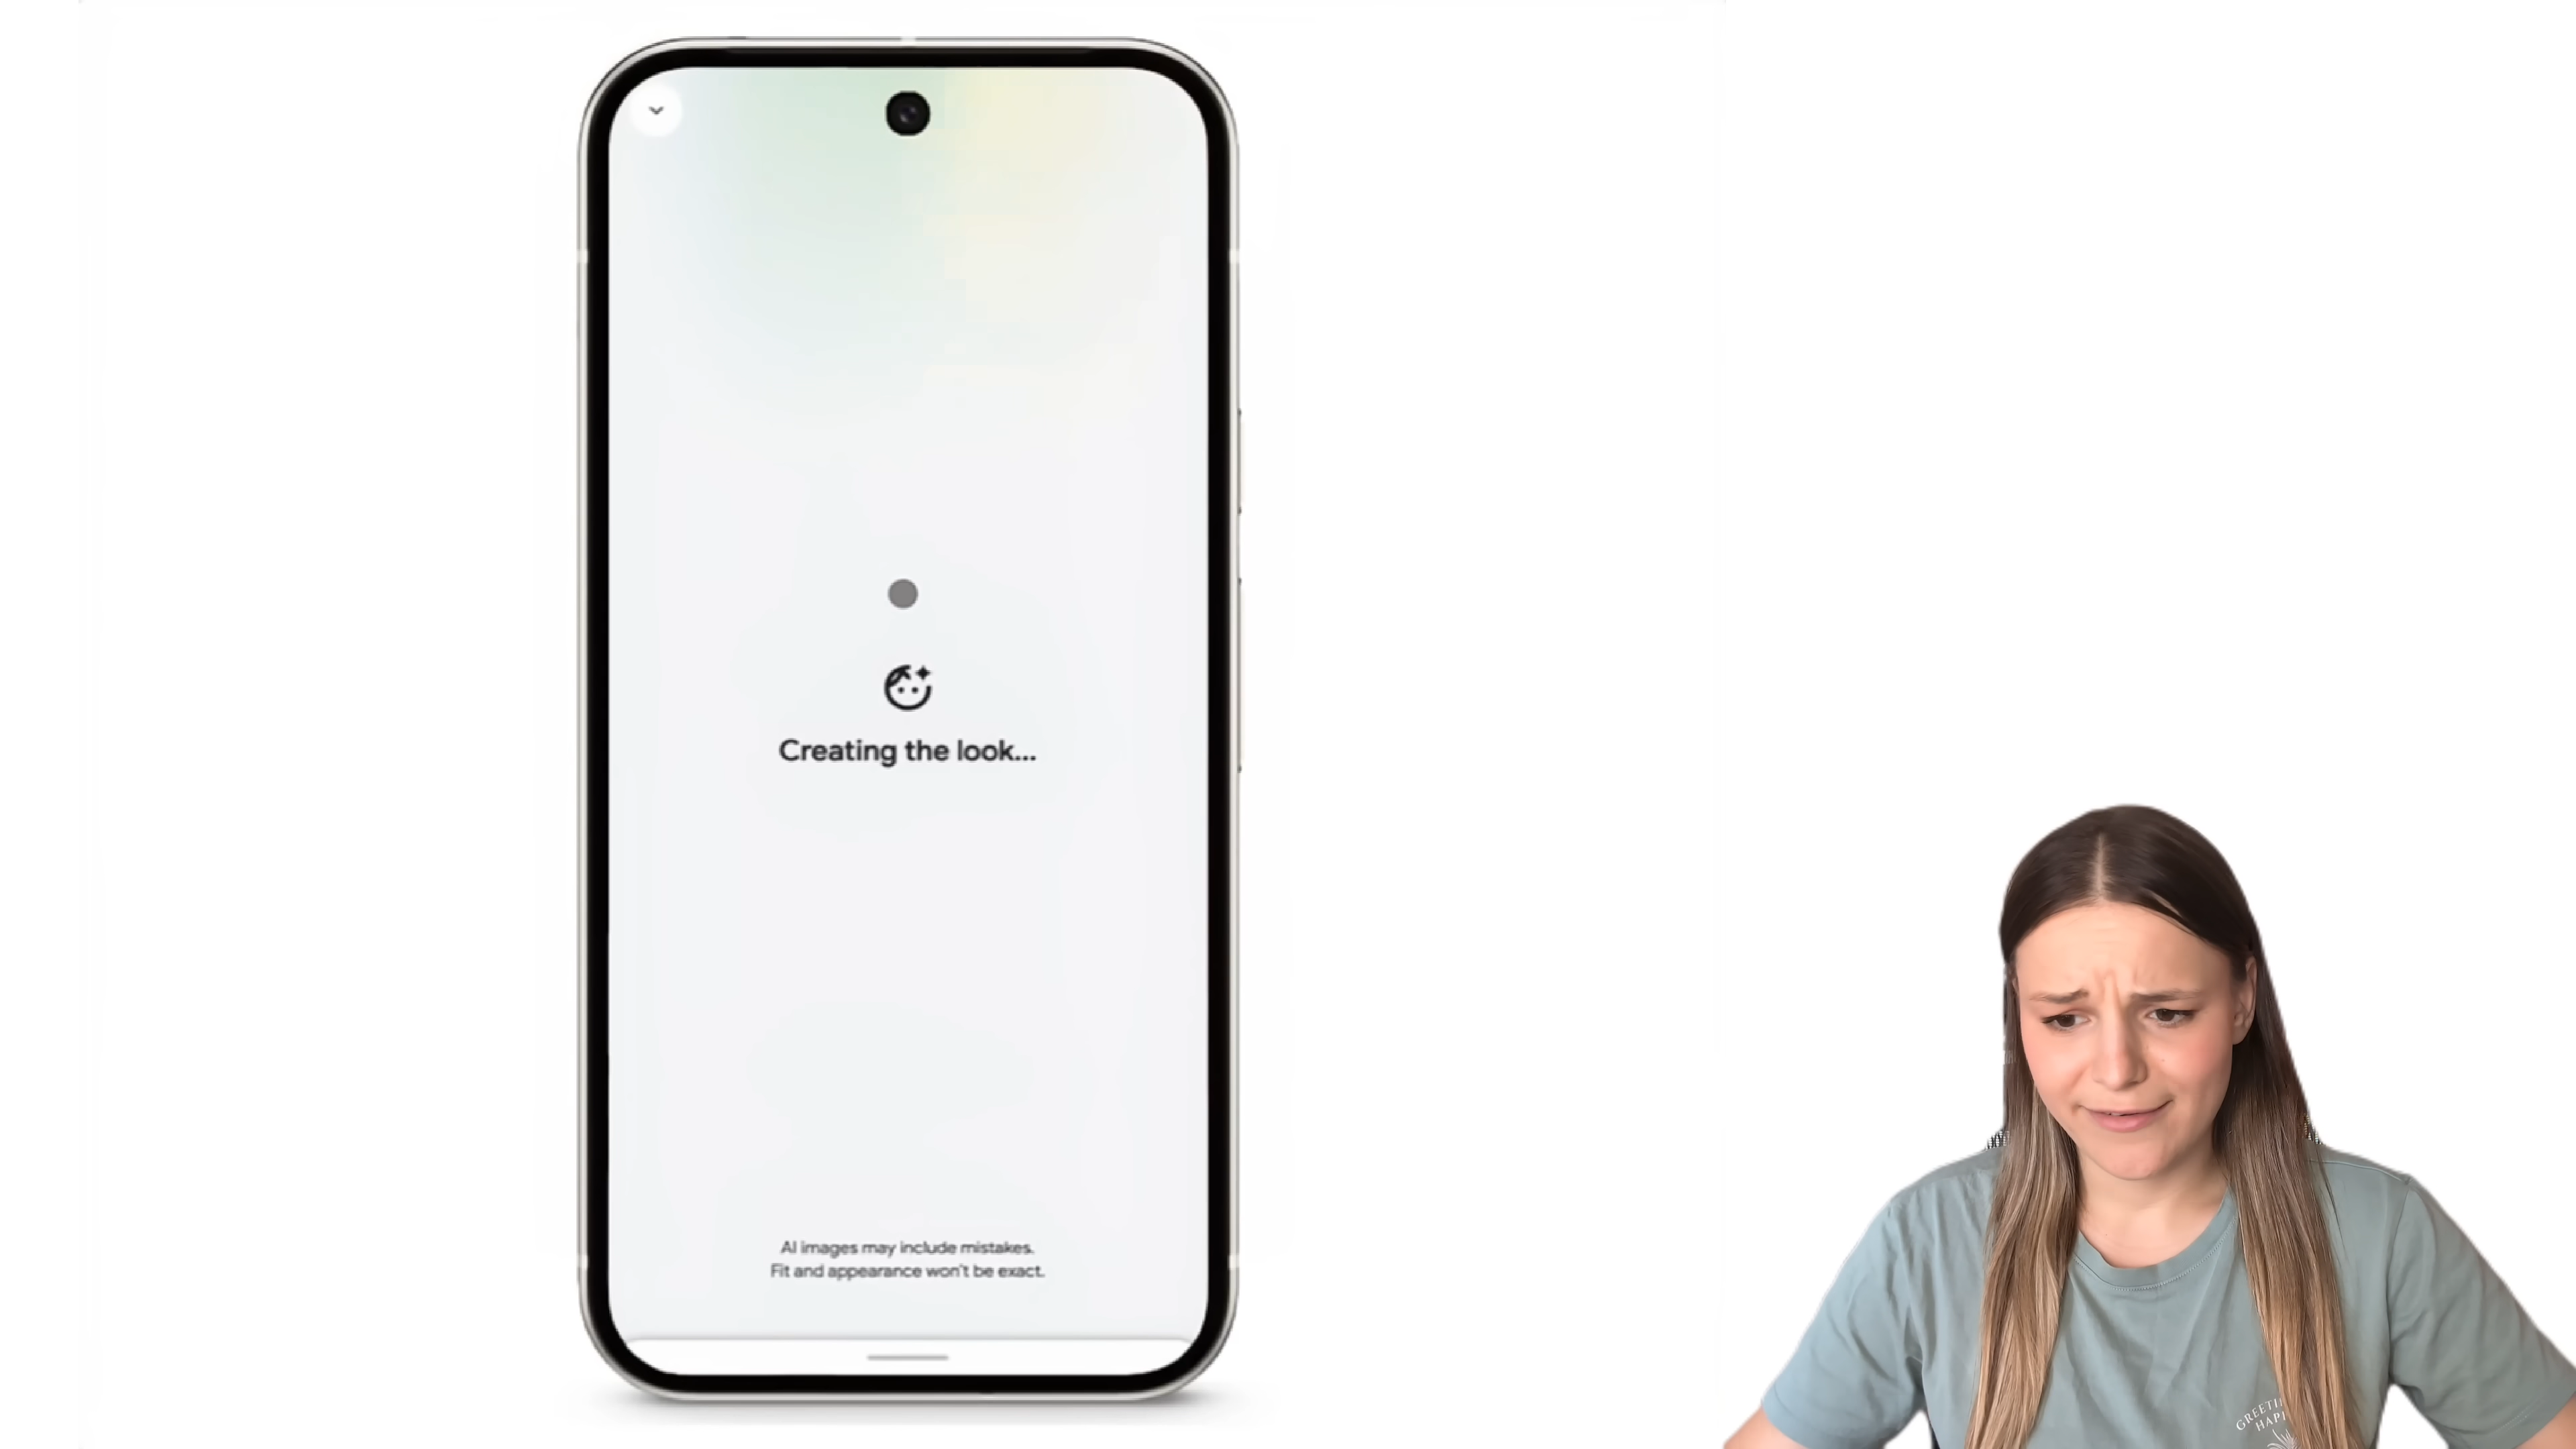 Creating the look...
AI images may include mistakes.
Fit and appearance won't be exact.